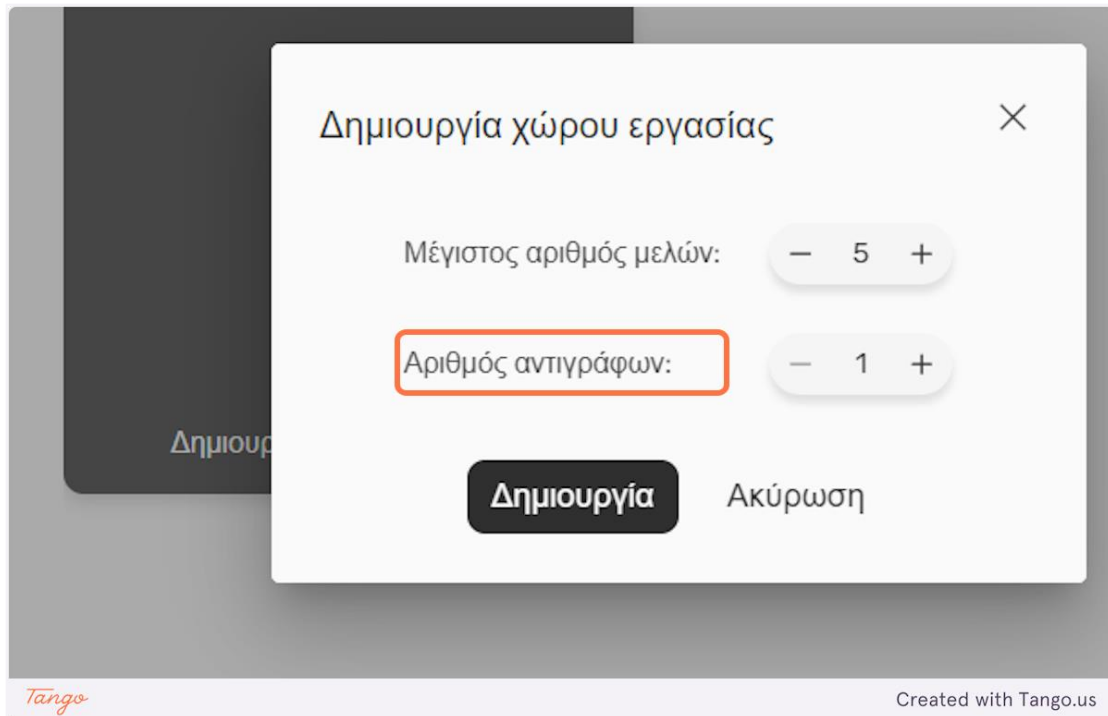 Δημιουργία χώρου εργασίας
Μέγιστος αριθμός μελών: − 5 +
Αριθμός αντιγράφων: − 1 +
Δημιουρ
Δημιουργία Ακύρωση
Tango Created with Tango.us